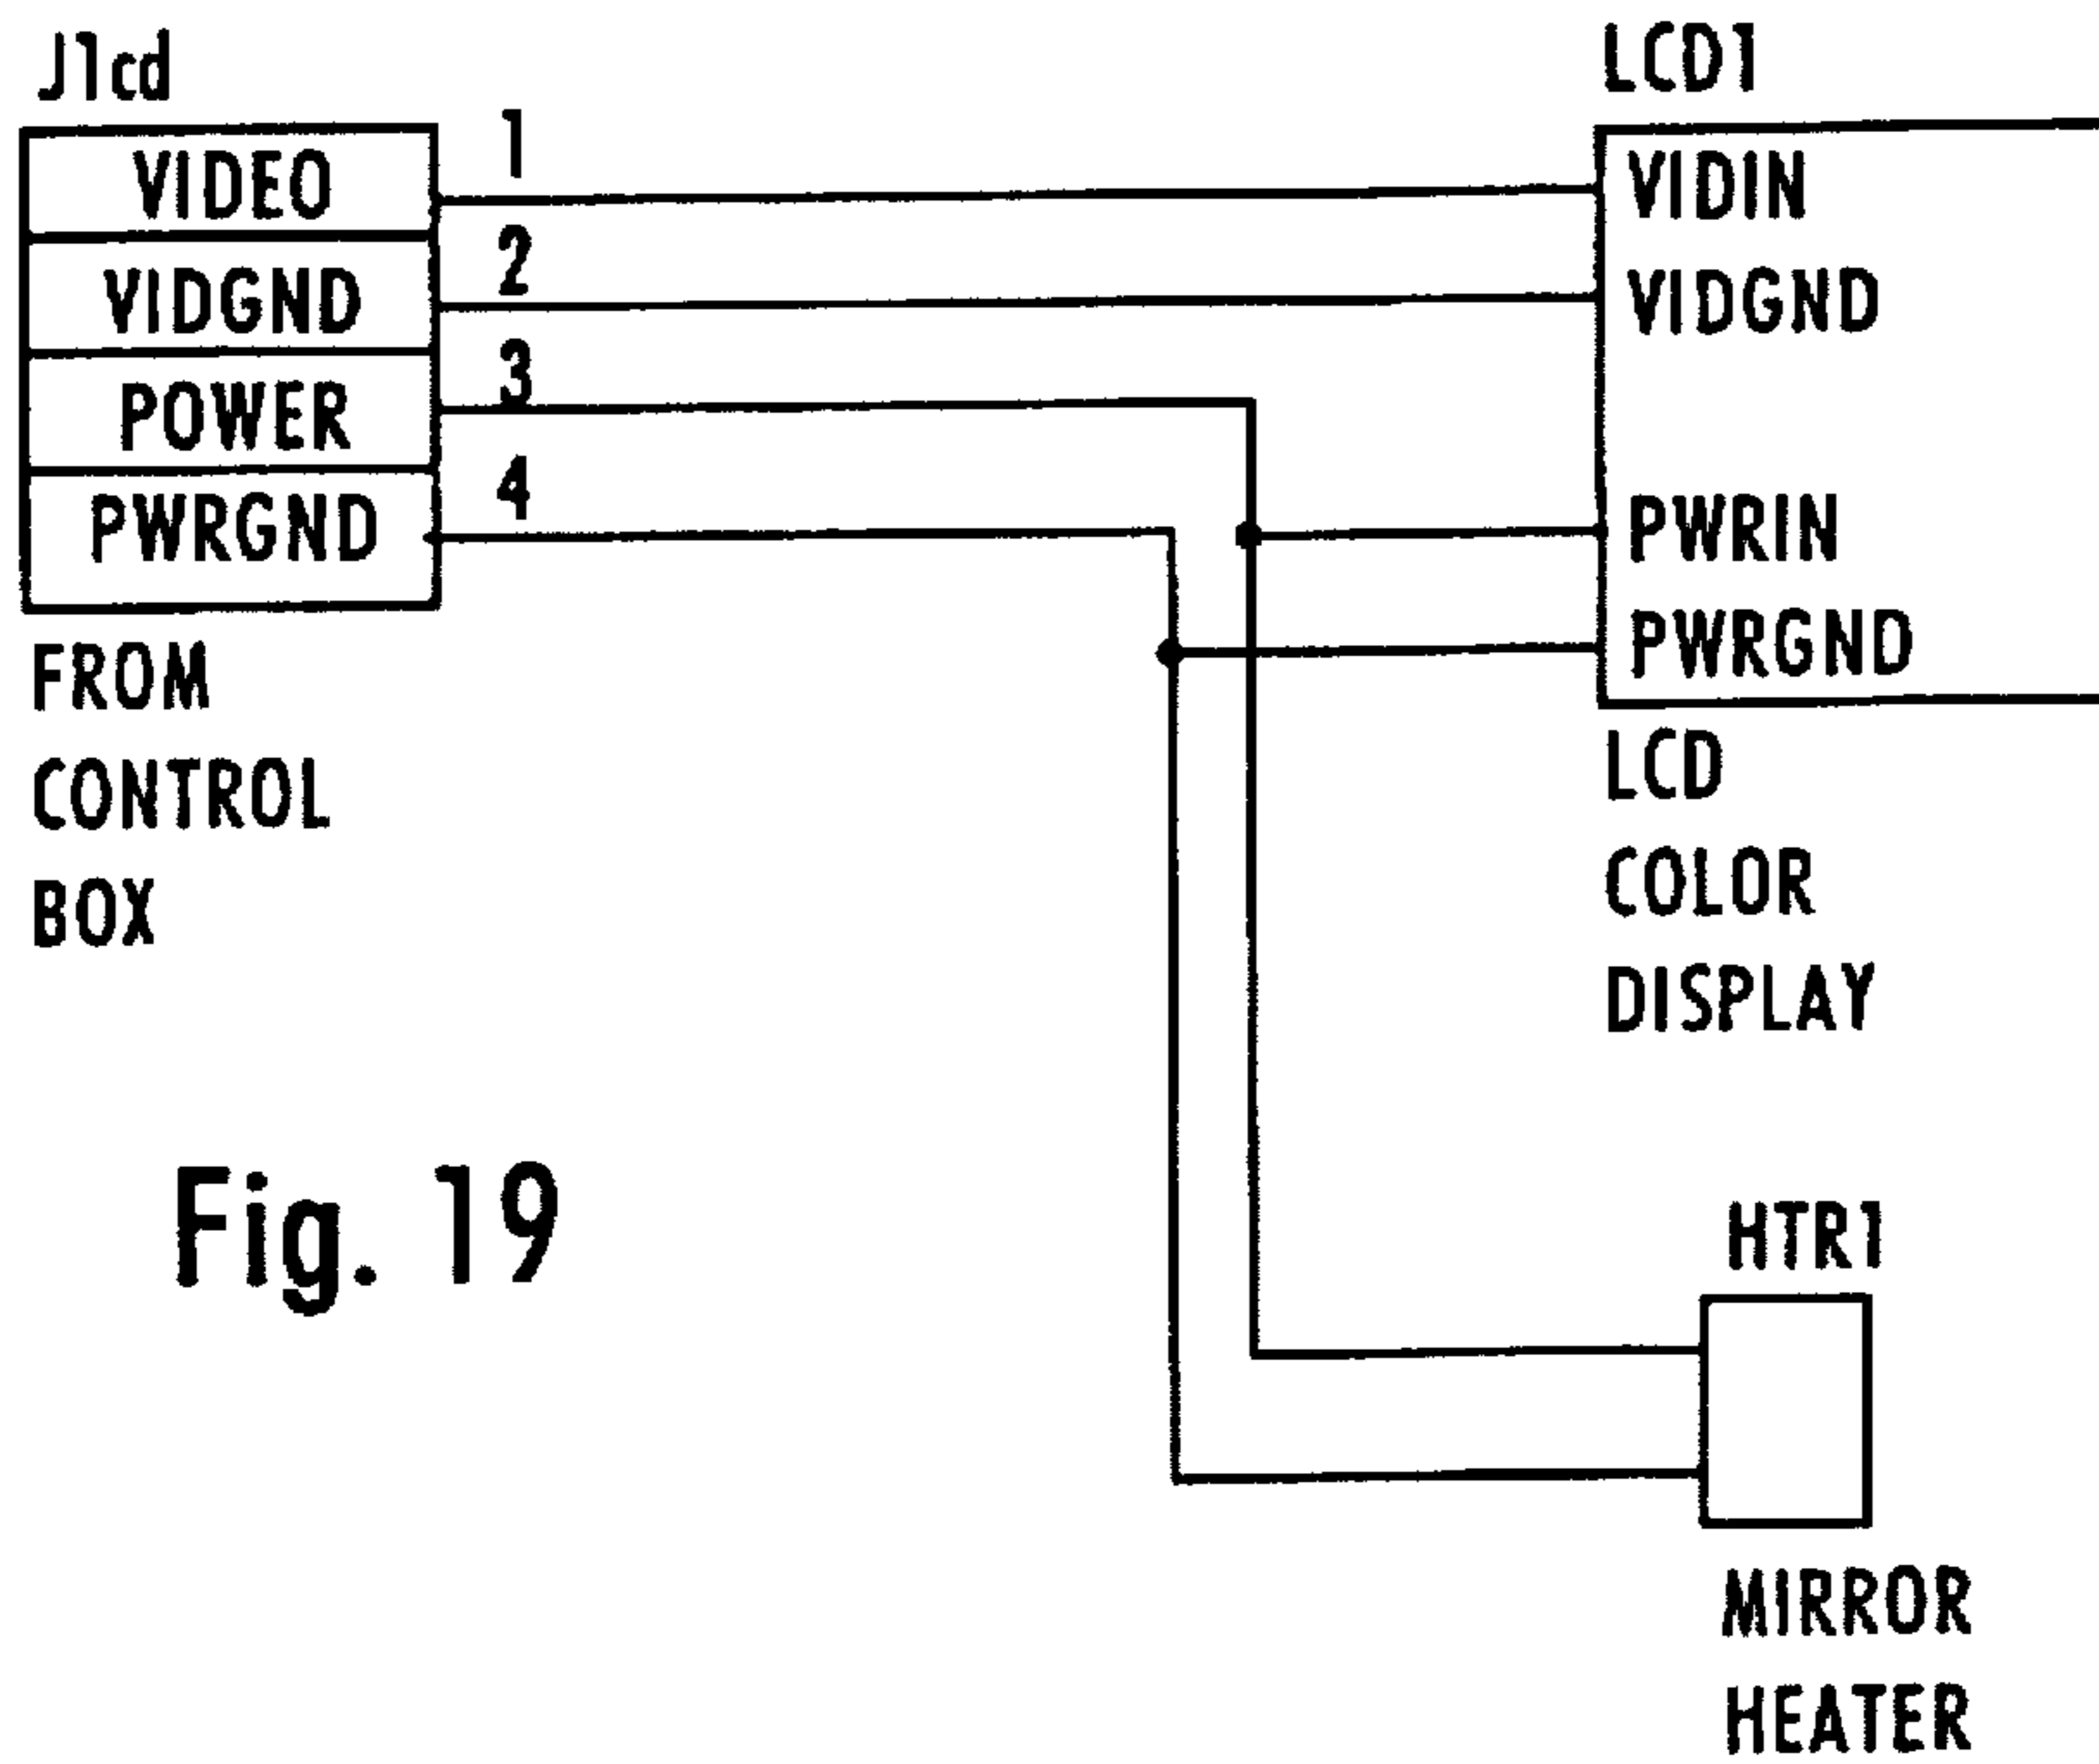 J1cd
VIDEO
VIDGND
POWER
PWRGND
1
2
3
4
FROM
CONTROL
BOX
LCD1
VIDIN
VIDGND
PWRIN
PWRGND
LCD
COLOR
DISPLAY
HTR1
MIRROR
HEATER
Fig. 19